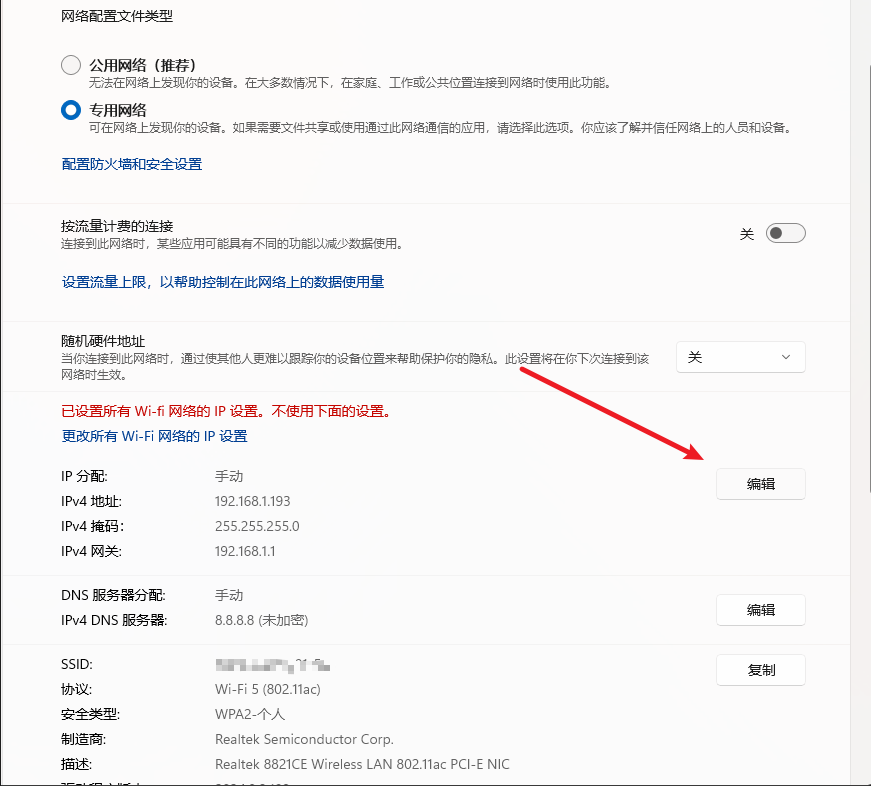 网络配置文件类型
公用网络（推荐）
无法在网络上发现你的设备。在大多数情况下，在家庭、工作或公共位置连接到网络时使用此功能。
专用网络
可在网络上发现你的设备。如果需要文件共享或使用通过此网络通信的应用，请选择此选项。你应该了解并信任网络上的人员和设备。
配置防火墙和安全设置
按流量计费的连接
连接到此网络时，某些应用可能具有不同的功能以减少数据使用。
关
设置流量上限，以帮助控制在此网络上的数据使用量
随机硬件地址
当你连接到此网络时，通过使其他人更难以跟踪你的设备位置来帮助保护你的隐私。此设置将在你下次连接到该
网络时生效。
关
已设置所有 Wi-fi 网络的 IP 设置。不使用下面的设置。
更改所有 Wi-Fi 网络的 IP 设置
IP 分配: 手动
编辑
IPv4 地址: 192.168.1.193
IPv4 掩码: 255.255.255.0
IPv4 网关: 192.168.1.1
DNS 服务器分配: 手动
编辑
IPv4 DNS 服务器: 8.8.8.8 (未加密)
SSID:
复制
协议: Wi-Fi 5 (802.11ac)
安全类型: WPA2-个人
制造商: Realtek Semiconductor Corp.
描述: Realtek 8821CE Wireless LAN 802.11ac PCI-E NIC